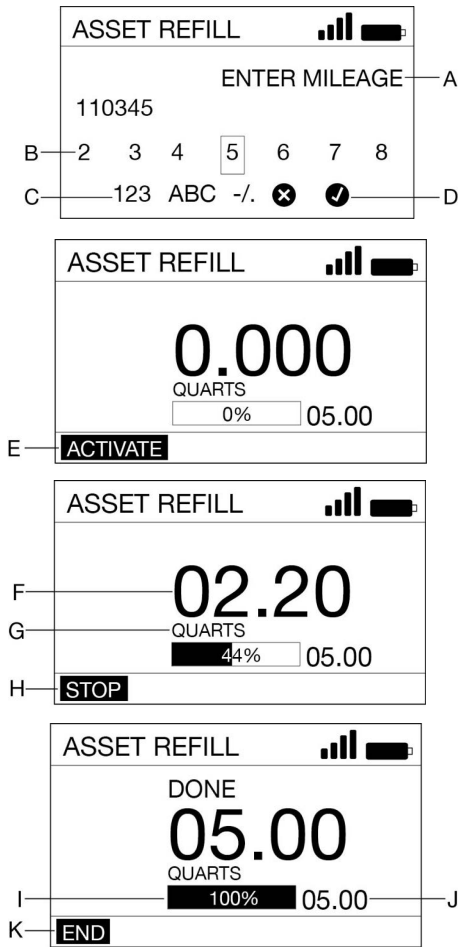 ASSET REFILL
ENTER MILEAGE A
110345
B 2 3 4 5 6 7 8
C 123 ABC -/. D
ASSET REFILL
0.000
QUARTS
0% 05.00
E ACTIVATE
ASSET REFILL
F 02.20
G QUARTS
44% 05.00
H STOP
ASSET REFILL
DONE
05.00
QUARTS
I 100% 05.00 J
K END